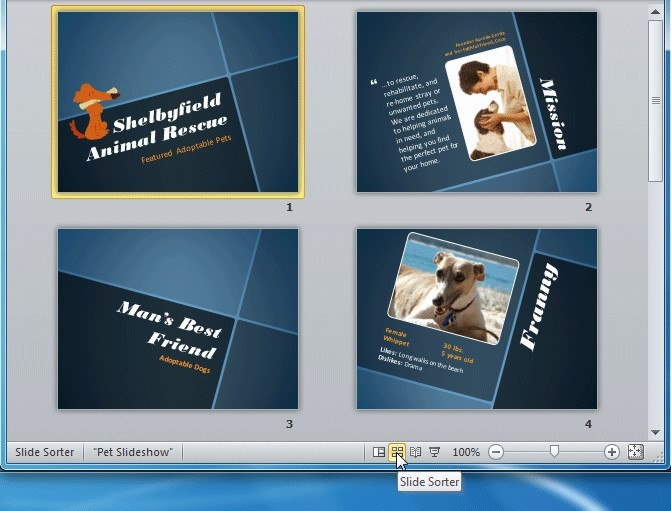 Shelbyfield
Animal Rescue
Featured Adoptable Pets
1
“
...to rescue,
rehabilitate, and
re-home stray or
unwanted pets.
We are dedicated
to helping animals
in need, and
helping you find
the perfect pet for
your home.
Mission
2
Man's Best
Friend
Adoptable Dogs
3
Female
Whippet
30 lbs.
5 years old
Likes: Long walks on the beach
Dislikes: Drama
Franny
4
Slide Sorter
"Pet Slideshow"
100%
Slide Sorter